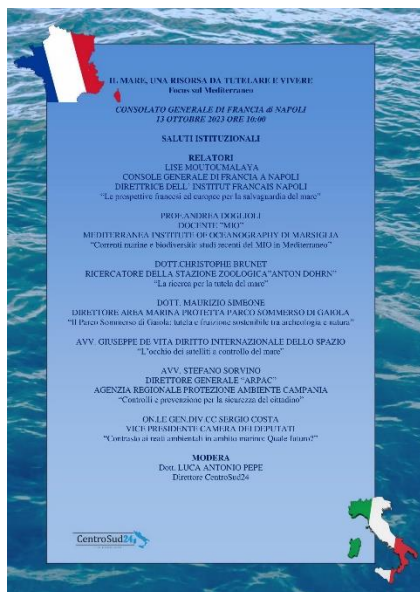 IL MARE, UNA RISORSA DA TUTELARE E VIVERE
Focus sul Mediterraneo
CONSOLATO GENERALE DI FRANCIA di NAPOLI
13 OTTOBRE 2023 ORE 10:00
SALUTI ISTITUZIONALI
RELATORI
LISE MOUTOUMALAYA
CONSOLE GENERALE DI FRANCIA A NAPOLI
DIRETTRICE DELL' INSTITUT FRANCAIS NAPOLI
"Le prospettive francesi ed europee per la salvaguardia del mare"
PROF.ANDREA DOGLIOLI
DOCENTE "MIO"
MEDITERRANEA INSTITUTE OF OCEANOGRAPHY DI MARSIGLIA
"Correnti marine e biodiversità: studi recenti del MIO in Mediterraneo"
DOTT.CHRISTOPHE BRUNET
RICERCATORE DELLA STAZIONE ZOOLOGICA"ANTON DOHRN"
"La ricerca per la tutela del mare"
DOTT. MAURIZIO SIMEONE
DIRETTORE AREA MARINA PROTETTA PARCO SOMMERSO DI GAIOLA
"Il Parco Sommerso di Gaiola: tutela e fruizione sostenibile tra archeologia e natura"
AVV. GIUSEPPE DE VITA DIRITTO INTERNAZIONALE DELLO SPAZIO
"L'occhio dei satelliti a controllo del mare"
AVV. STEFANO SORVINO
DIRETTORE GENERALE "ARPAC"
AGENZIA REGIONALE PROTEZIONE AMBIENTE CAMPANIA
"Controlli e prevenzione per la sicurezza del cittadino"
ON.LE GEN.DIV CC SERGIO COSTA
VICE PRESIDENTE CAMERA DEI DEPUTATI
"Contrasto ai reati ambientali in ambito marino: Quale futuro?"
MODERA
Dott. LUCA ANTONIO PEPE
Direttore CentroSud24
CentroSud24